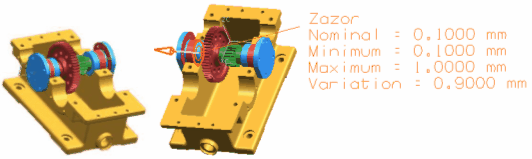 Zazor
Nominal = 0.1000 mm
Minimum = 0.1000 mm
Maximum = 1.0000 mm
Variation = 0.9000 mm